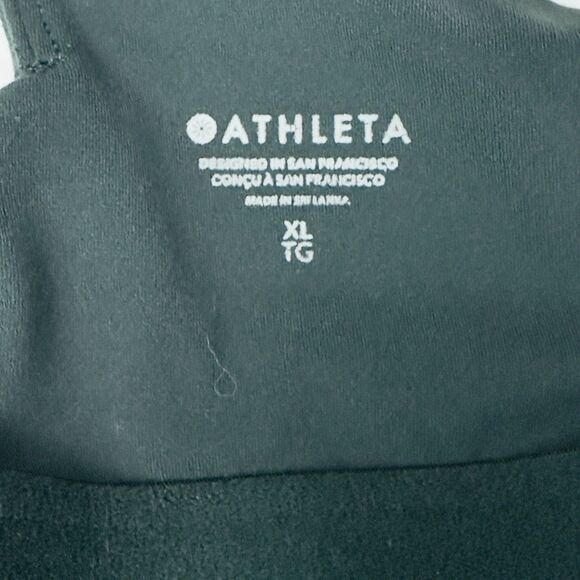 ATHLETA
DESIGNED IN SAN FRANCISCO
CONÇU À SAN FRANCISCO
MADE IN SRI LANKA.
XL
TG